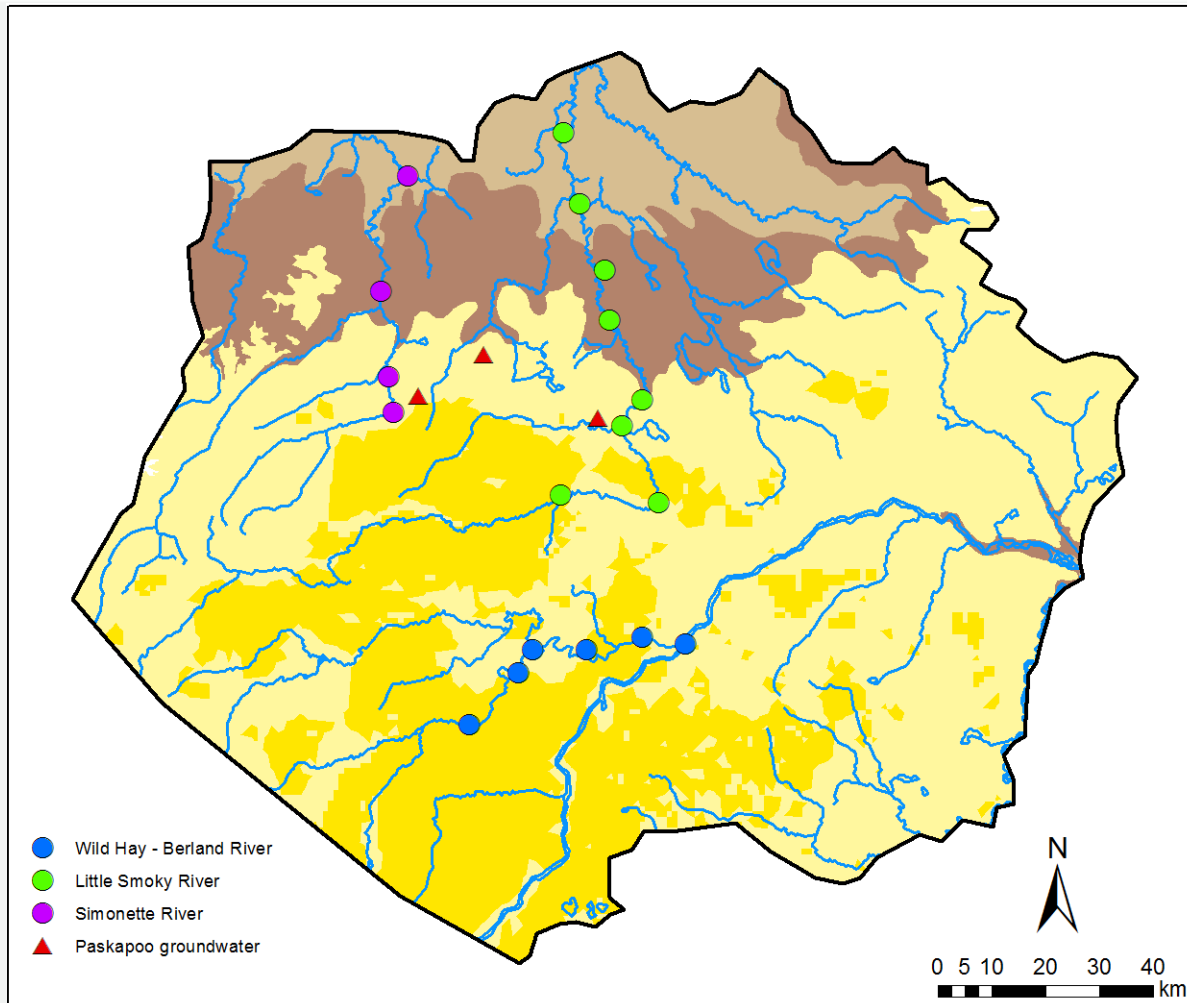 Wild Hay - Berland River
Little Smoky River
Simonette River
Paskapoo groundwater
N
0 5 10 20 30 40
km